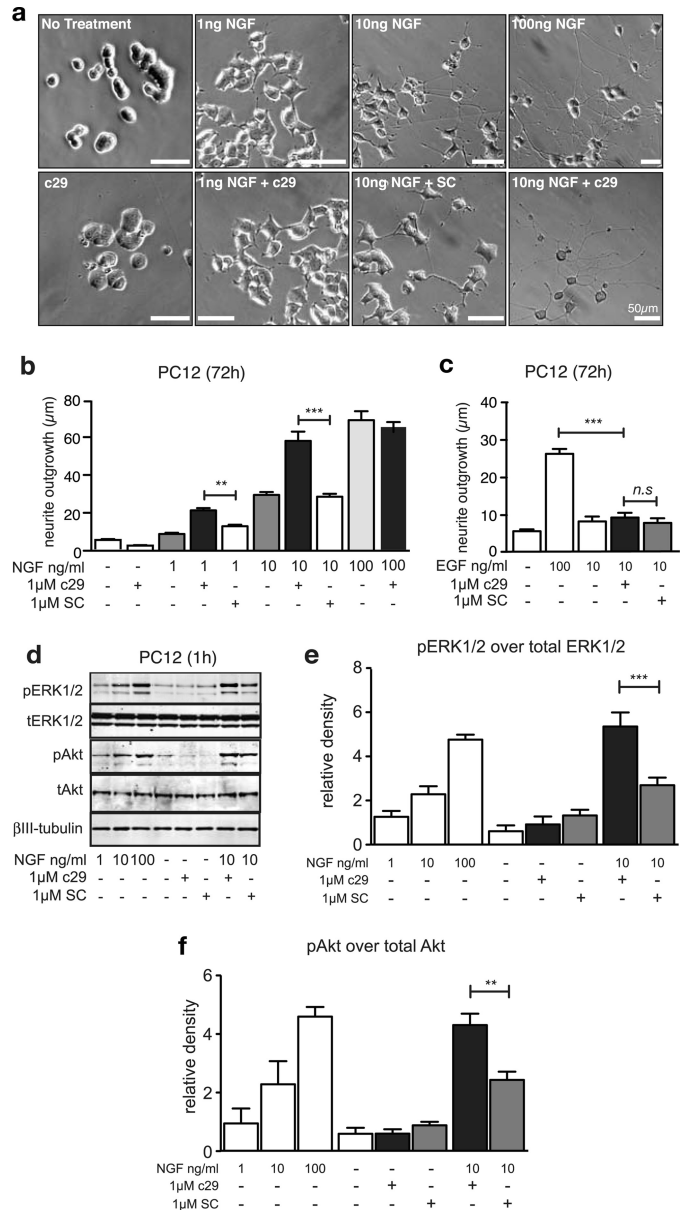 a
No Treatment 1ng NGF 10ng NGF 100ng NGF
c29 1ng NGF + c29 10ng NGF + SC 10ng NGF + c29
50µm
b
PC12 (72h)
neurite outgrowth (µm)
80
60
40
20
0
** ***
NGF ng/ml - - 1 1 1 10 10 10 100 100
1µM c29 - + - + - - + - - +
1µM SC - - - - + - - + - -
c
PC12 (72h)
neurite outgrowth (µm)
40
30
20
10
0
***
n.s
EGF ng/ml - 100 10 10 10
1µM c29 - - - + -
1µM SC - - - - +
d
PC12 (1h)
pERK1/2
tERK1/2
pAkt
tAkt
βIII-tubulin
NGF ng/ml 1 10 100 - - - 10 10
1µM c29 - - - - + - + -
1µM SC - - - - - + - +
e
pERK1/2 over total ERK1/2
relative density
8
6
4
2
0
***
NGF ng/ml 1 10 100 - - - 10 10
1µM c29 - - - - + - + -
1µM SC - - - - - + - +
f
pAkt over total Akt
relative density
6
4
2
0
**
NGF ng/ml 1 10 100 - - - 10 10
1µM c29 - - - - + - + -
1µM SC - - - - - + - +